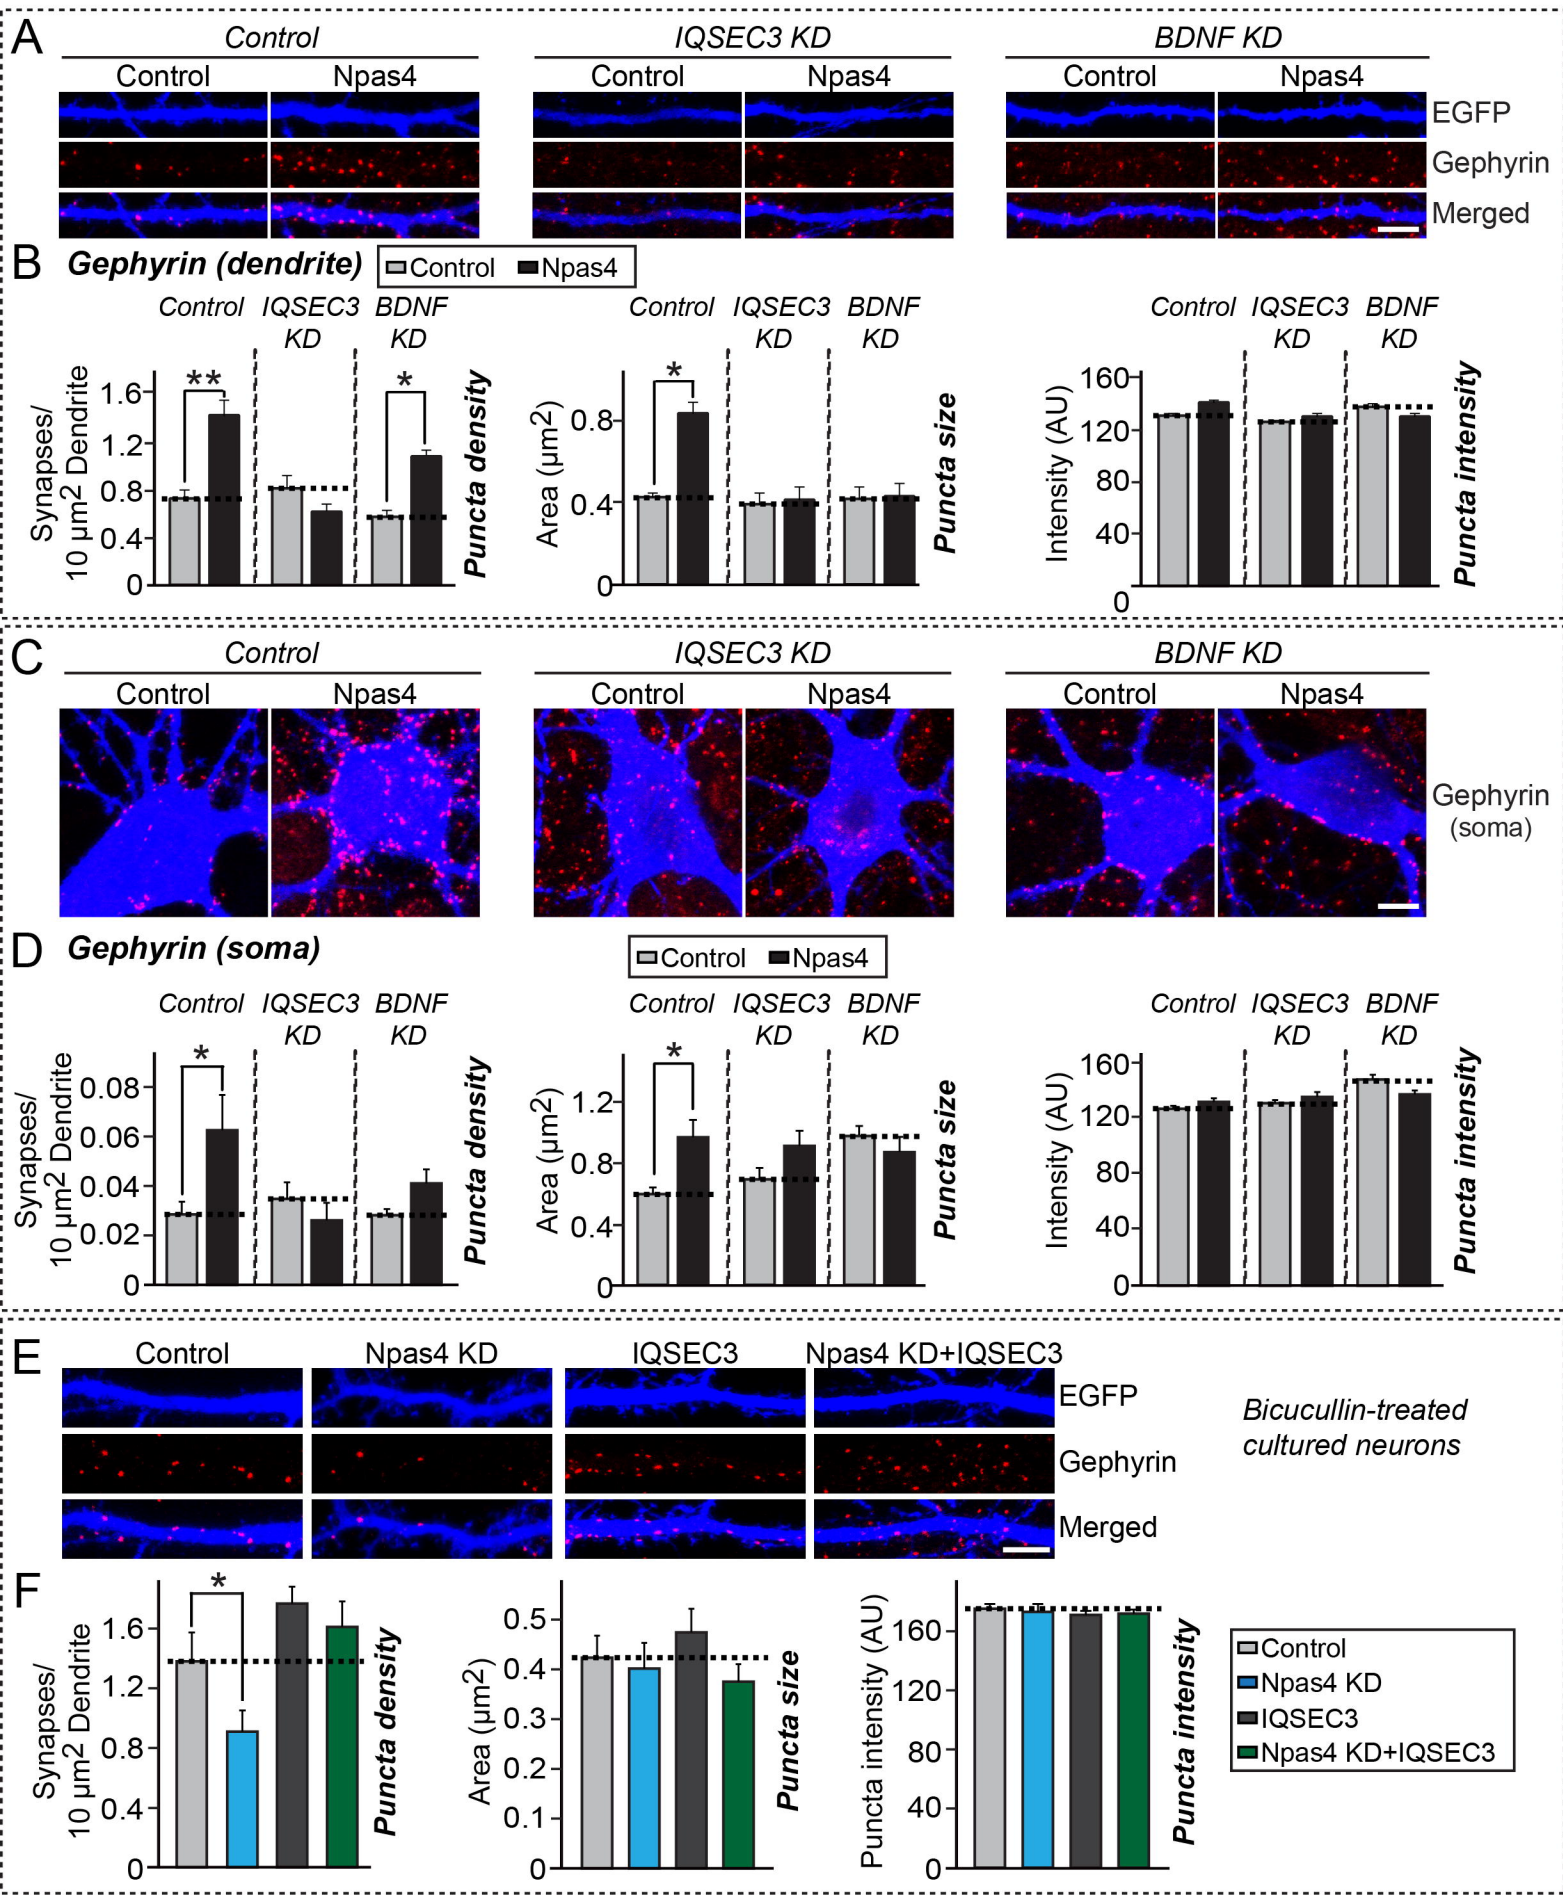 A
Control
IQSEC3 KD
BDNF KD
Control
Npas4
Control
Npas4
Control
Npas4
EGFP
Gephyrin
Merged
B
Gephyrin (dendrite)
Control
Npas4
Control
IQSEC3 KD
BDNF KD
Synapses/
10 µm2 Dendrite
1.6
1.2
0.8
0.4
0
**
*
Puncta density
Control
IQSEC3 KD
BDNF KD
Area (µm2)
0.8
0.4
0
*
Puncta size
Control
IQSEC3 KD
BDNF KD
Intensity (AU)
160
120
80
40
0
Puncta intensity
C
Control
IQSEC3 KD
BDNF KD
Control
Npas4
Control
Npas4
Control
Npas4
Gephyrin
(soma)
D
Gephyrin (soma)
Control
Npas4
Control
IQSEC3 KD
BDNF KD
Synapses/
10 µm2 Dendrite
0.08
0.06
0.04
0.02
0
*
Puncta density
Control
IQSEC3 KD
BDNF KD
Area (µm2)
1.2
0.8
0.4
0
*
Puncta size
Control
IQSEC3 KD
BDNF KD
Intensity (AU)
160
120
80
40
0
Puncta intensity
E
Control
Npas4 KD
IQSEC3
Npas4 KD+IQSEC3
EGFP
Gephyrin
Merged
Bicucullin-treated
cultured neurons
F
Synapses/
10 µm2 Dendrite
1.6
1.2
0.8
0.4
0
*
Puncta density
Area (µm2)
0.5
0.4
0.3
0.2
0.1
0
Puncta size
Puncta intensity (AU)
160
120
80
40
0
Puncta intensity
Control
Npas4 KD
IQSEC3
Npas4 KD+IQSEC3